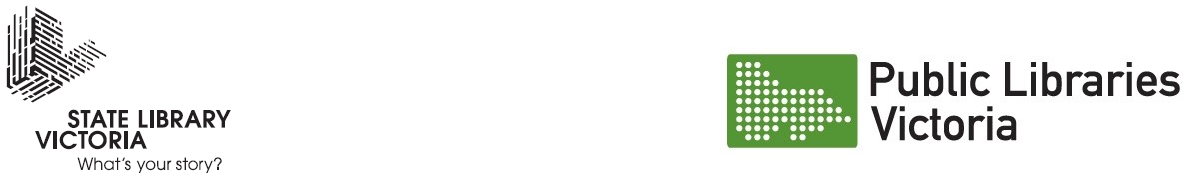 STATE LIBRARY
VICTORIA
What's your story?
Public Libraries
Victoria